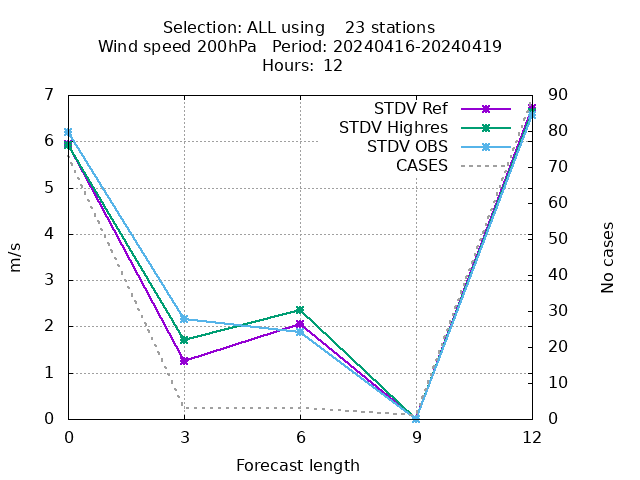 Selection: ALL using    23 stations
Wind speed 200hPa   Period: 20240416-20240419
Hours: 12
STDV Ref
STDV Highres
STDV OBS
CASES
m/s
7
6
5
4
3
2
1
0
90
80
70
60
50
40
30
20
10
0
No cases
0 3 6 9 12
Forecast length